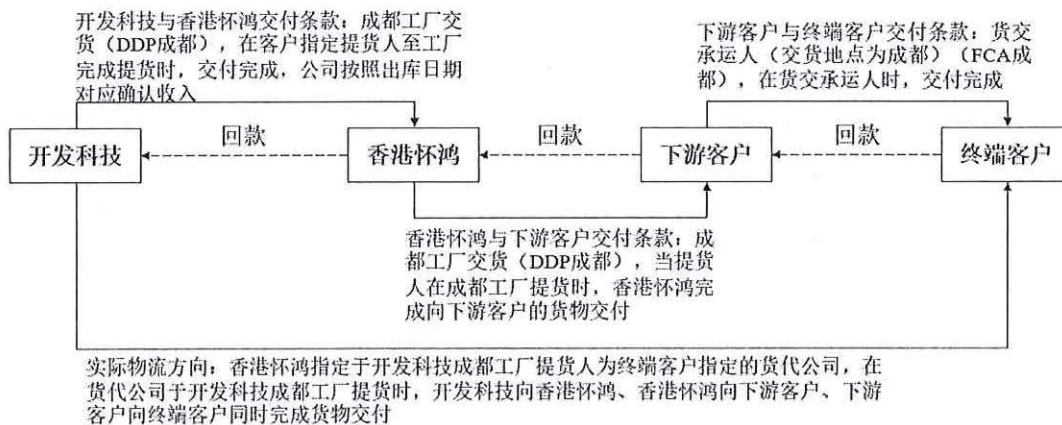 开发科技与香港怀鸿交付条款：成都工厂交
货（DDP成都），在客户指定提货人至工厂
完成提货时，交付完成，公司按照出库日期
对应确认收入
下游客户与终端客户交付条款：货交
承运人（交货地点为成都）（FCA成
都），在货交承运人时，交付完成
回款
回款
回款
开发科技
香港怀鸿
下游客户
终端客户
香港怀鸿与下游客户交付条款：成
都工厂交货（DDP成都），当提货
人在成都工厂提货时，香港怀鸿完
成向下游客户的货物交付
实际物流方向：香港怀鸿指定于开发科技成都工厂提货人为终端客户指定的货代公司，在
货代公司于开发科技成都工厂提货时，开发科技向香港怀鸿、香港怀鸿向下游客户、下游
客户向终端客户同时完成货物交付